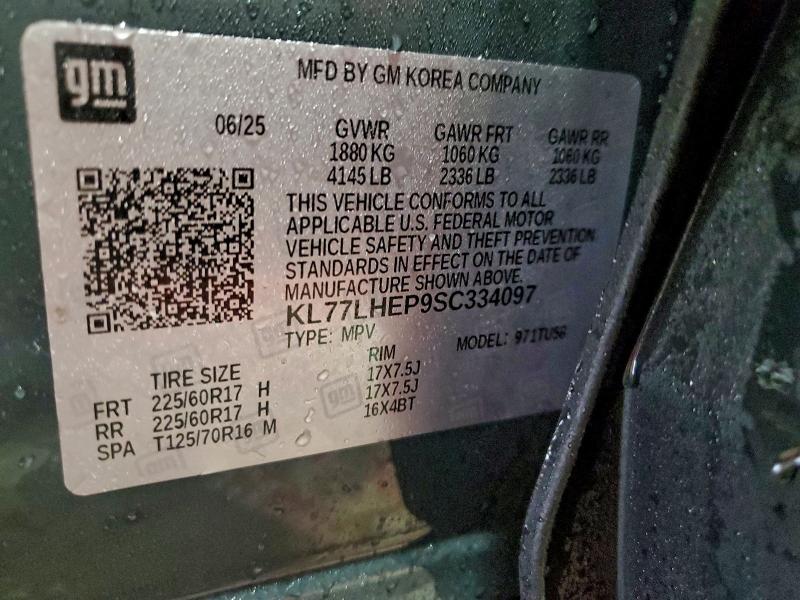 gm
MFD BY GM KOREA COMPANY
06/25 GVWR GAWR FRT GAWR RR
1880 KG 1060 KG 1060 KG
4145 LB 2336 LB 2336 LB
THIS VEHICLE CONFORMS TO ALL
APPLICABLE U.S. FEDERAL MOTOR
VEHICLE SAFETY AND THEFT PREVENTION
STANDARDS IN EFFECT ON THE DATE OF
MANUFACTURE SHOWN ABOVE.
KL77LHEP9SC334097
TYPE: MPV MODEL: 971TUS6
TIRE SIZE RIM
FRT 225/60R17 H 17X7.5J
RR 225/60R17 H 17X7.5J
SPA T125/70R16 M 16X4BT